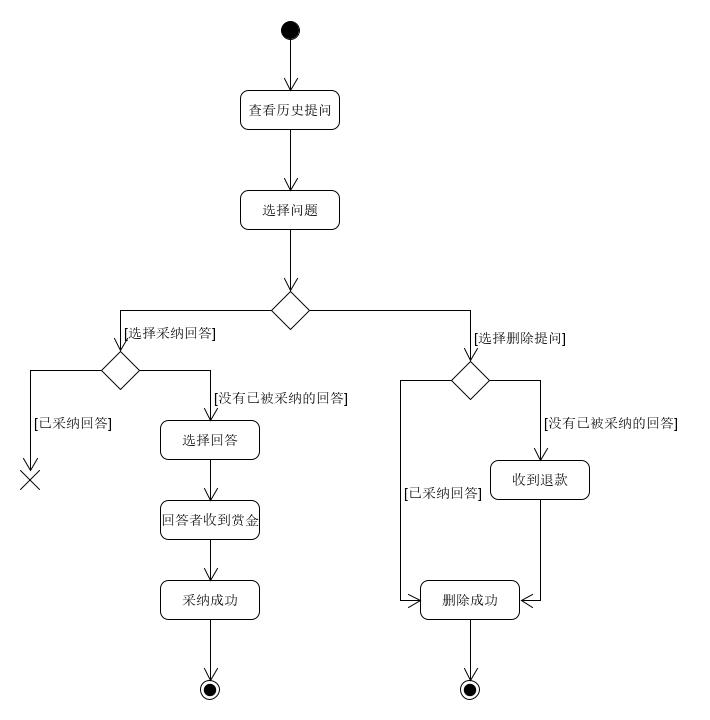 查看历史提问
选择问题
[选择采纳回答]
[选择删除提问]
[没有已被采纳的回答]
[已采纳回答]
[没有已被采纳的回答]
选择回答
收到退款
[已采纳回答]
回答者收到赏金
采纳成功
删除成功